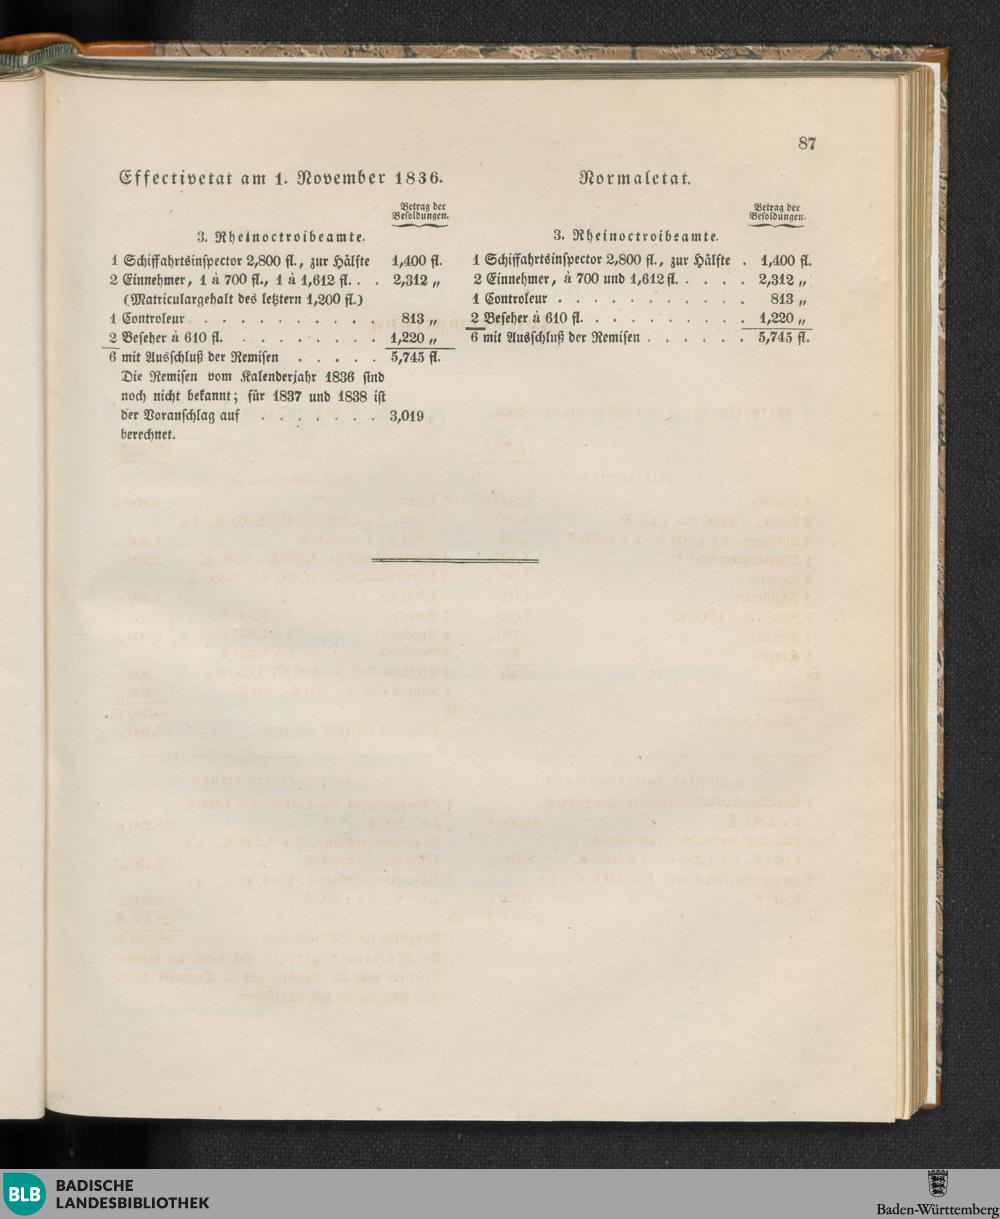 87
Effectivetat am 1. November 1836.
Betrag der
Besoldungen.
3. Rheinoctroibeamte.
1 Schiffahrtsinspector 2,800 fl., zur Hälfte 1,400 fl.
2 Einnehmer, 1 à 700 fl., 1 à 1,612 fl. . . 2,312 „
(Matriculargehalt des letztern 1,200 fl.)
1 Controleur . . . . . . . . . 813 „
2 Beseher à 610 fl. . . . . . . . . 1,220 „
6 mit Ausschluß der Remisen . . . . . 5,745 fl.
Die Remisen vom Kalenderjahr 1836 sind
noch nicht bekannt; für 1837 und 1838 ist
der Voranschlag auf . . . . . . . 3,019
berechnet.
Normaletat.
Betrag der
Besoldungen.
3. Rheinoctroibeamte.
1 Schiffahrtsinspector 2,800 fl., zur Hälfte . 1,400 fl.
2 Einnehmer, à 700 und 1,612 fl. . . . . 2,312 „
1 Controleur . . . . . . . . . . 813 „
2 Beseher à 610 fl. . . . . . . . . . 1,220 „
6 mit Ausschluß der Remisen . . . . . . 5,745 fl.
BLB
BADISCHE
LANDESBIBLIOTHEK
Baden-Württemberg